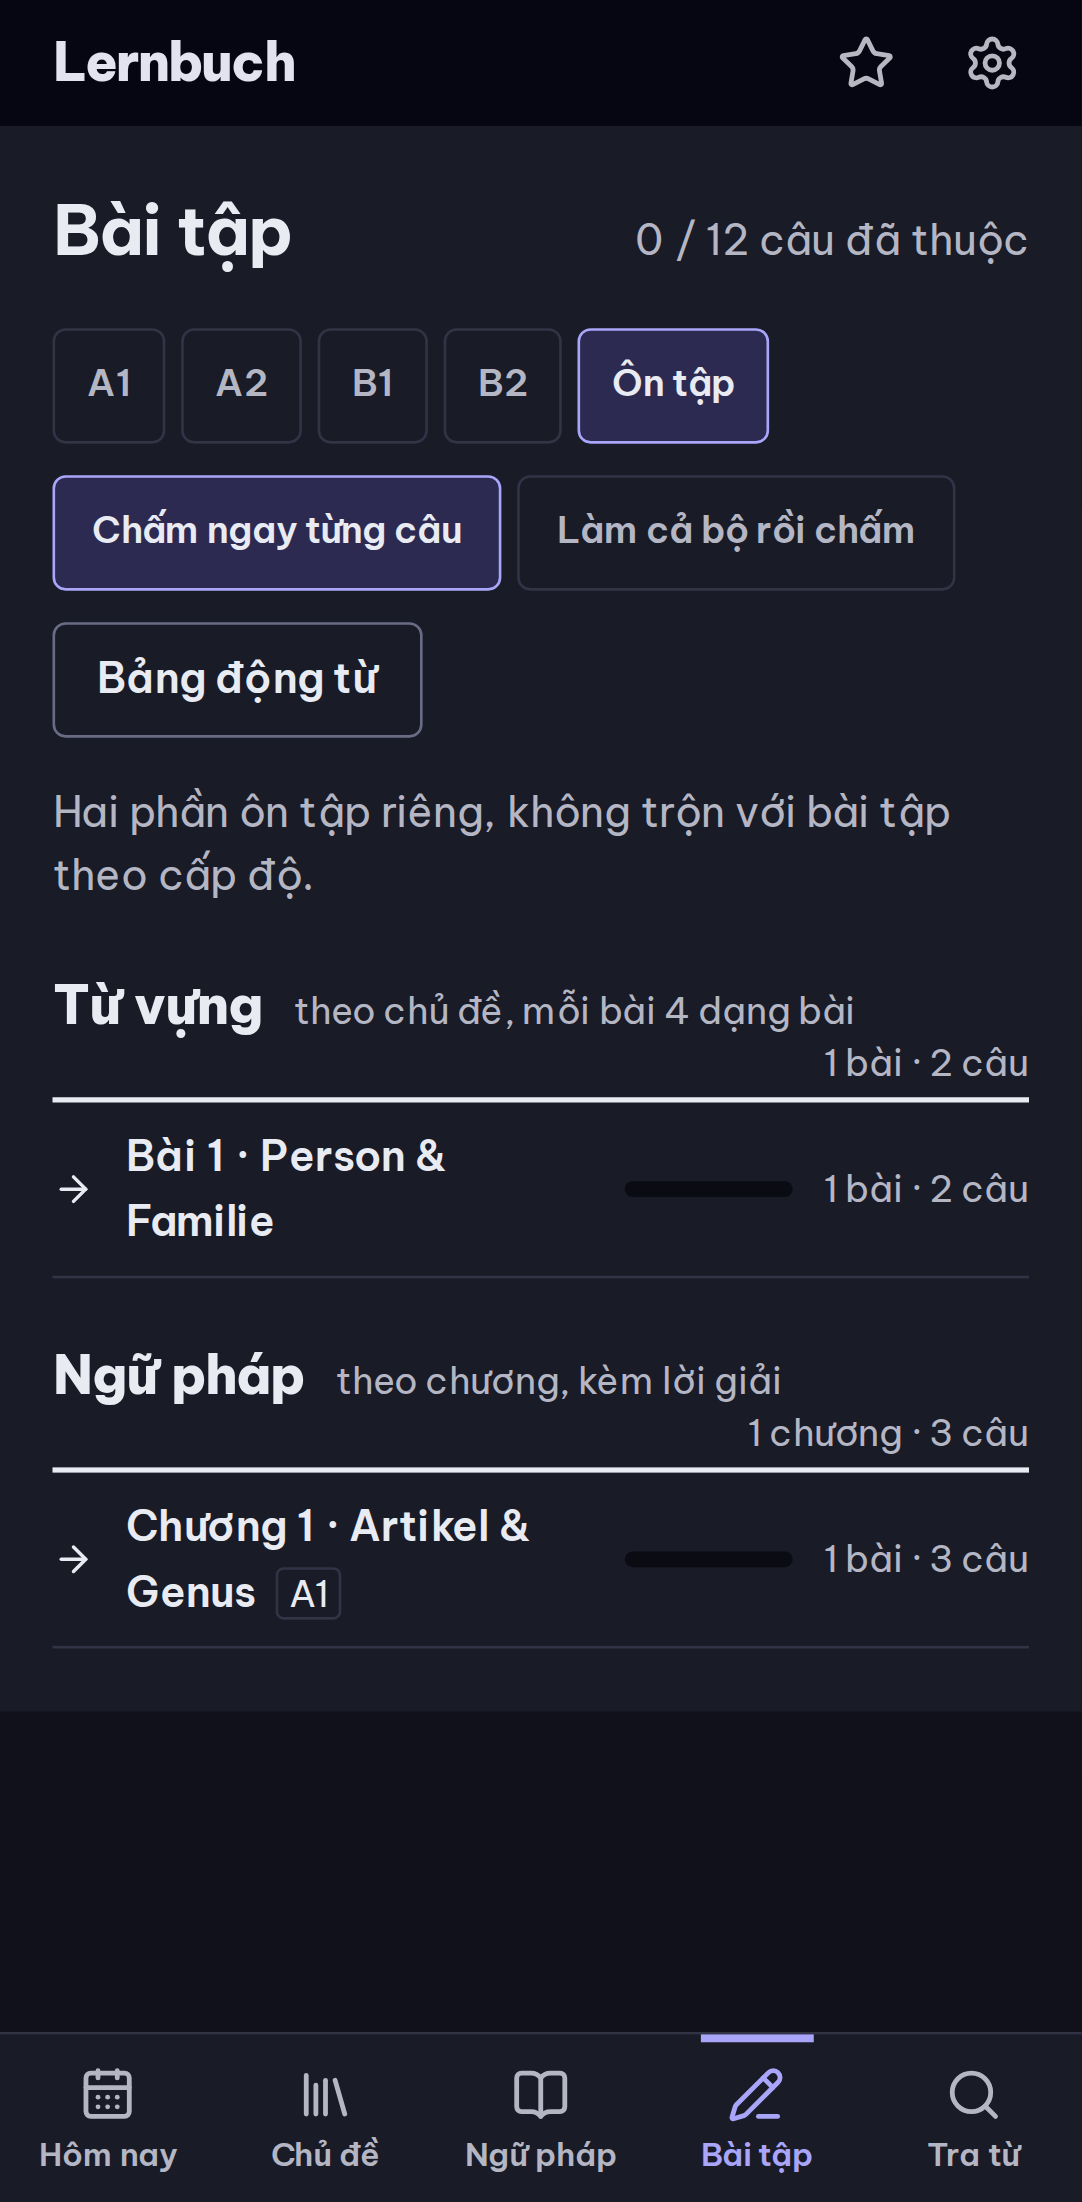 Lernbuch
Bài tập
0 / 12 câu đã thuộc
A1 A2 B1 B2 Ôn tập
Chấm ngay từng câu Làm cả bộ rồi chấm
Bảng động từ
Hai phần ôn tập riêng, không trộn với bài tập
theo cấp độ.
Từ vựng theo chủ đề, mỗi bài 4 dạng bài
1 bài · 2 câu
Bài 1 · Person &
Familie
1 bài · 2 câu
Ngữ pháp theo chương, kèm lời giải
1 chương · 3 câu
Chương 1 · Artikel &
Genus A1
1 bài · 3 câu
Hôm nay Chủ đề Ngữ pháp Bài tập Tra từ